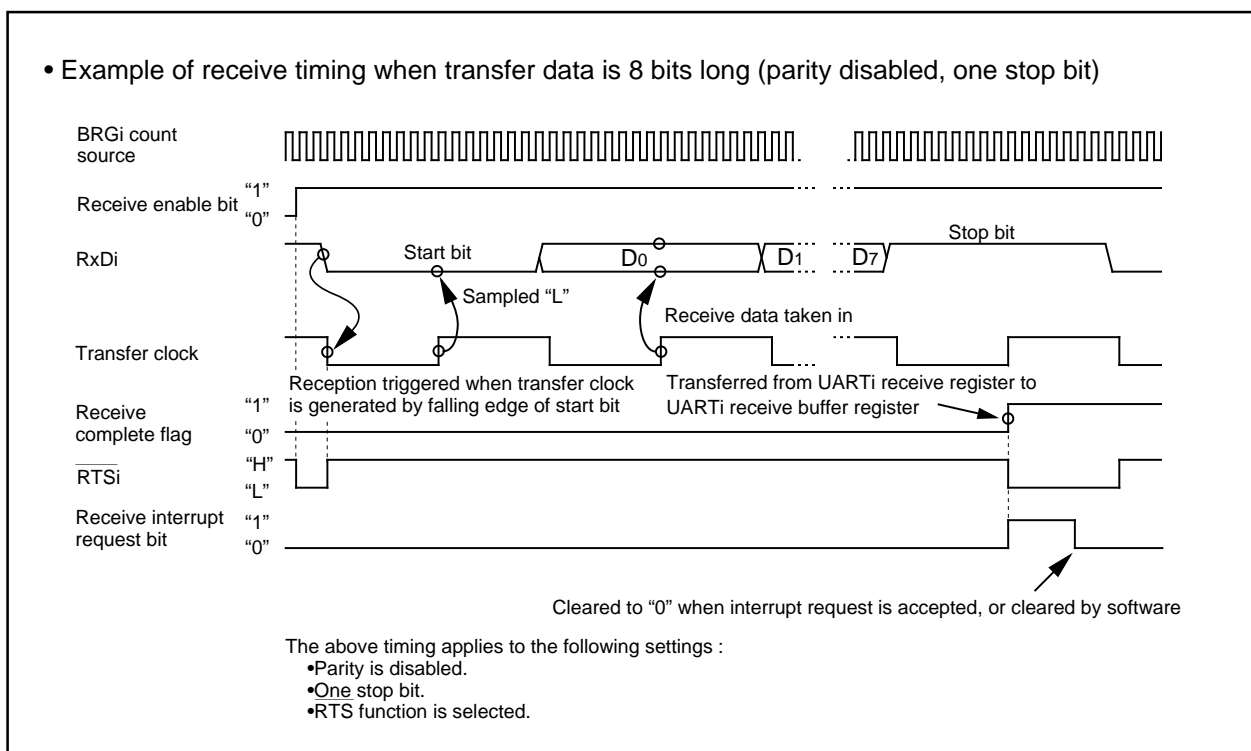 • Example of receive timing when transfer data is 8 bits long (parity disabled, one stop bit)
BRGi count
source
Receive enable bit
“1”
“0”
RxDi
Start bit
D0
D1
D7
Stop bit
Sampled “L”
Receive data taken in
Transfer clock
Reception triggered when transfer clock
is generated by falling edge of start bit
Transferred from UARTi receive register to
UARTi receive buffer register
Receive
complete flag
“1”
“0”
RTSi
“H”
“L”
Receive interrupt
request bit
“1”
“0”
Cleared to “0” when interrupt request is accepted, or cleared by software
The above timing applies to the following settings :
•Parity is disabled.
•One stop bit.
•RTS function is selected.